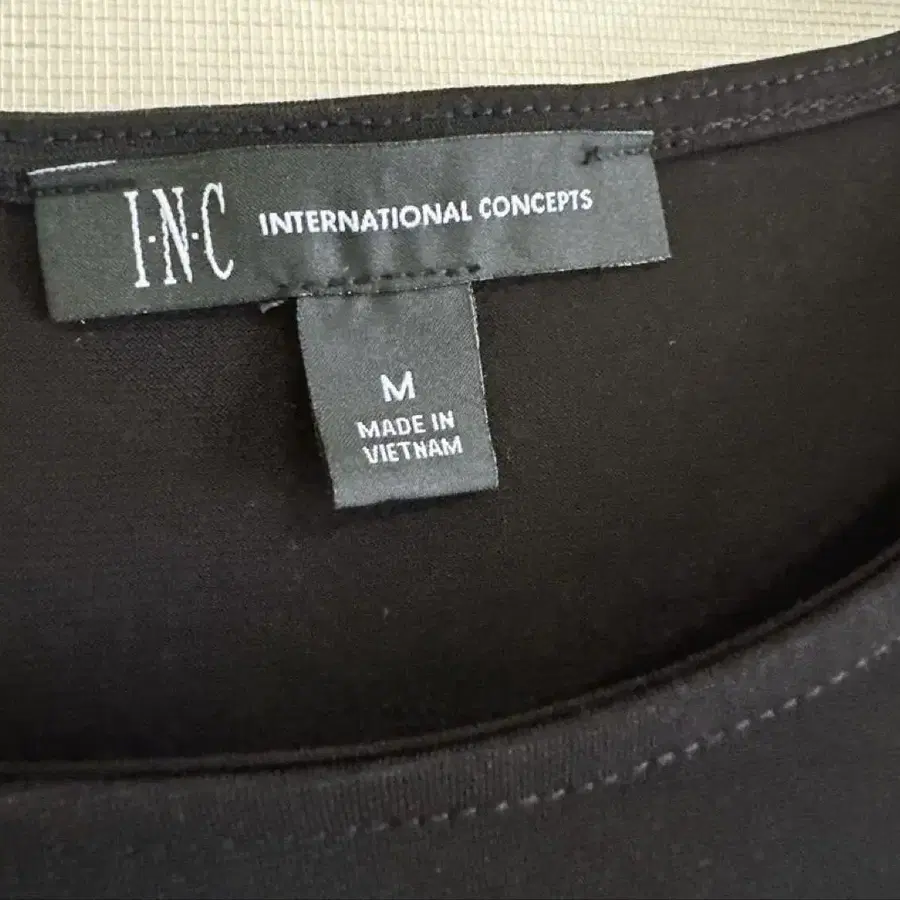 I·N·C INTERNATIONAL CONCEPTS
M
MADE IN
VIETNAM